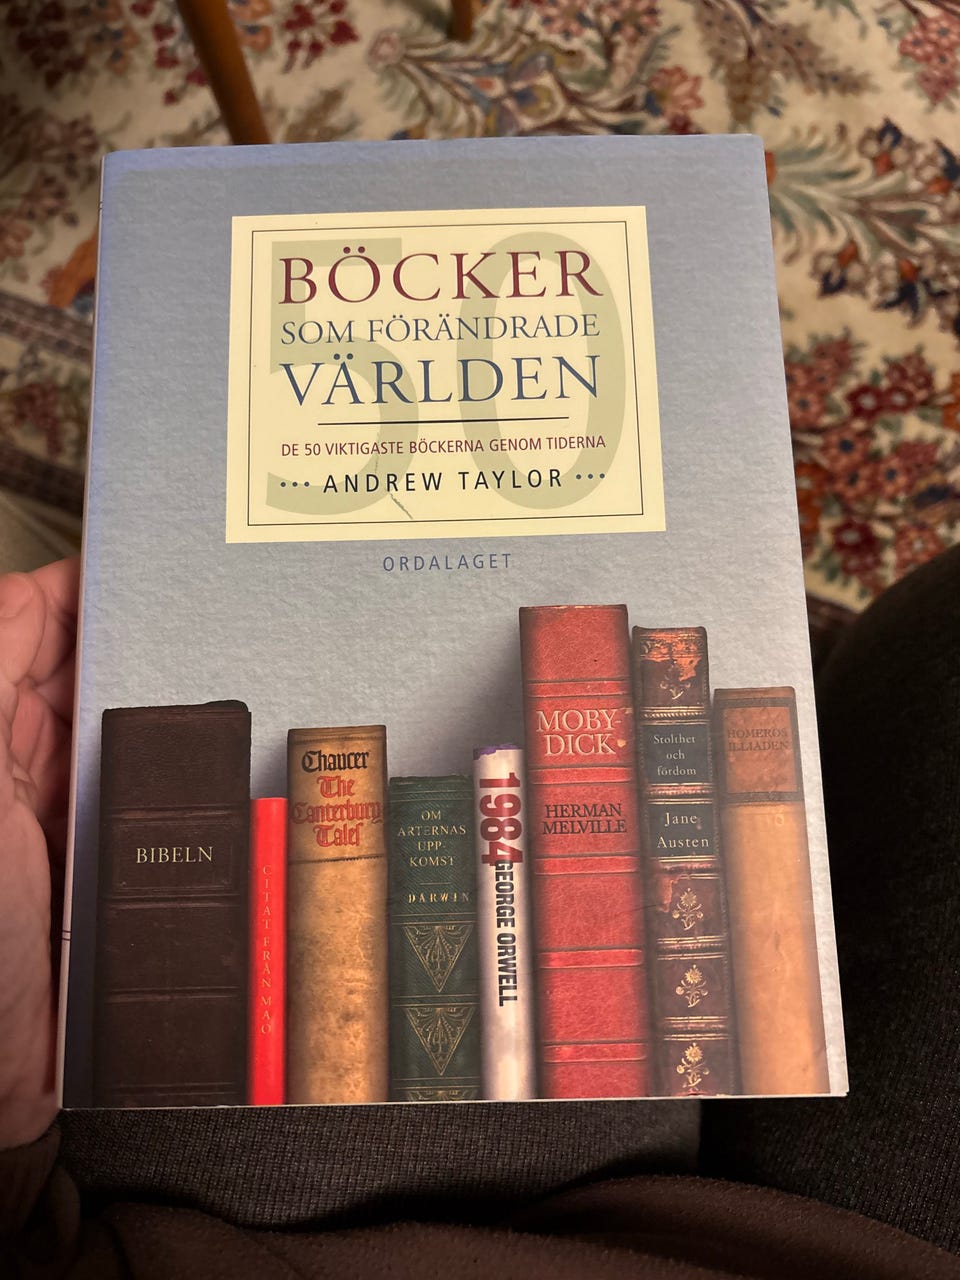 50
BÖCKER
SOM FÖRÄNDRADE
VÄRLDEN
DE 50 VIKTIGASTE BÖCKERNA GENOM TIDERNA
••• ANDREW TAYLOR •••
ORDALAGET
BIBELN
CITAT FRÅN MAO
Chaucer
The
Canterbury
Tales
OM
ARTERNAS
UPP-
KOMST
DARWIN
1984
GEORGE ORWELL
MOBY-
DICK
HERMAN
MELVILLE
Stolthet
och
fördom
Jane
Austen
HOMEROS
ILLIADEN